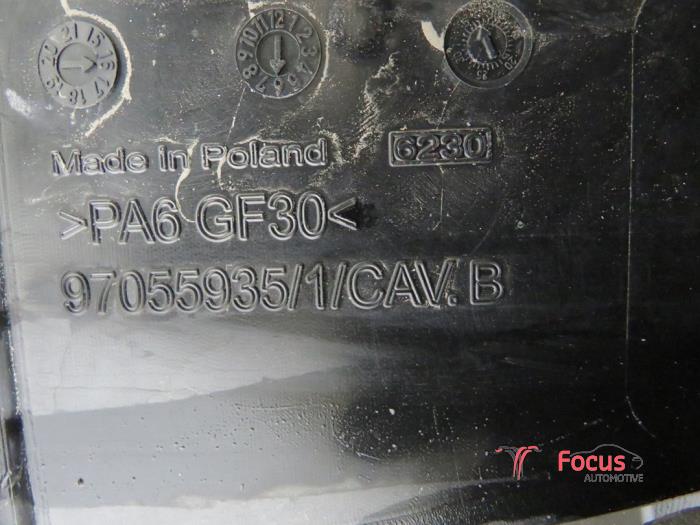 Made in Poland 6230
>PA6 GF30<
97055935/1/CAV. B
Focus
AUTOMOTIVE